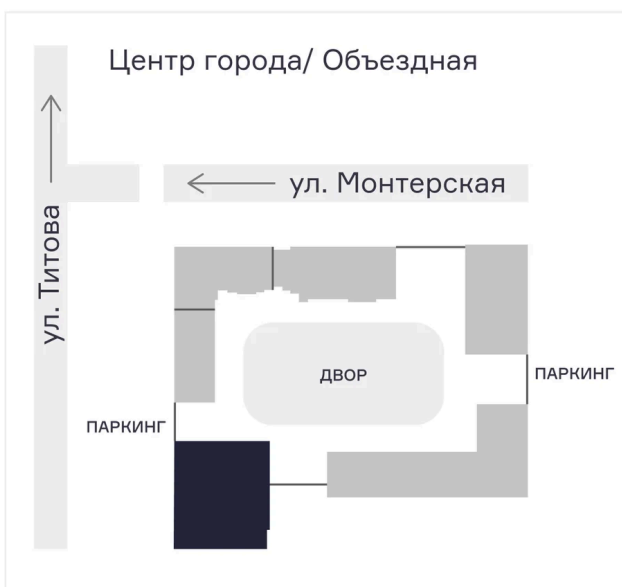 Центр города/ Объездная
ул. Монтерская
ул. Титова
ДВОР
ПАРКИНГ
ПАРКИНГ